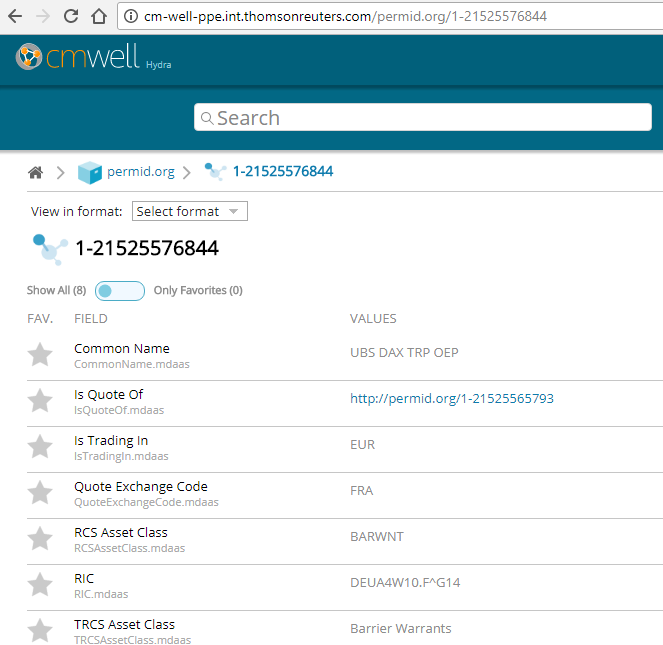 cm-well-ppe.int.thomsonreuters.com/permid.org/1-21525576844
cmwell Hydra
Search
permid.org 1-21525576844
View in format: Select format
1-21525576844
Show All (8) Only Favorites (0)
FAV. FIELD VALUES
Common Name
CommonName.mdaas
UBS DAX TRP OEP
Is Quote Of
IsQuoteOf.mdaas
http://permid.org/1-21525565793
Is Trading In
IsTradingIn.mdaas
EUR
Quote Exchange Code
QuoteExchangeCode.mdaas
FRA
RCS Asset Class
RCSAssetClass.mdaas
BARWNT
RIC
RIC.mdaas
DEUA4W10.F^G14
TRCS Asset Class
TRCSAssetClass.mdaas
Barrier Warrants